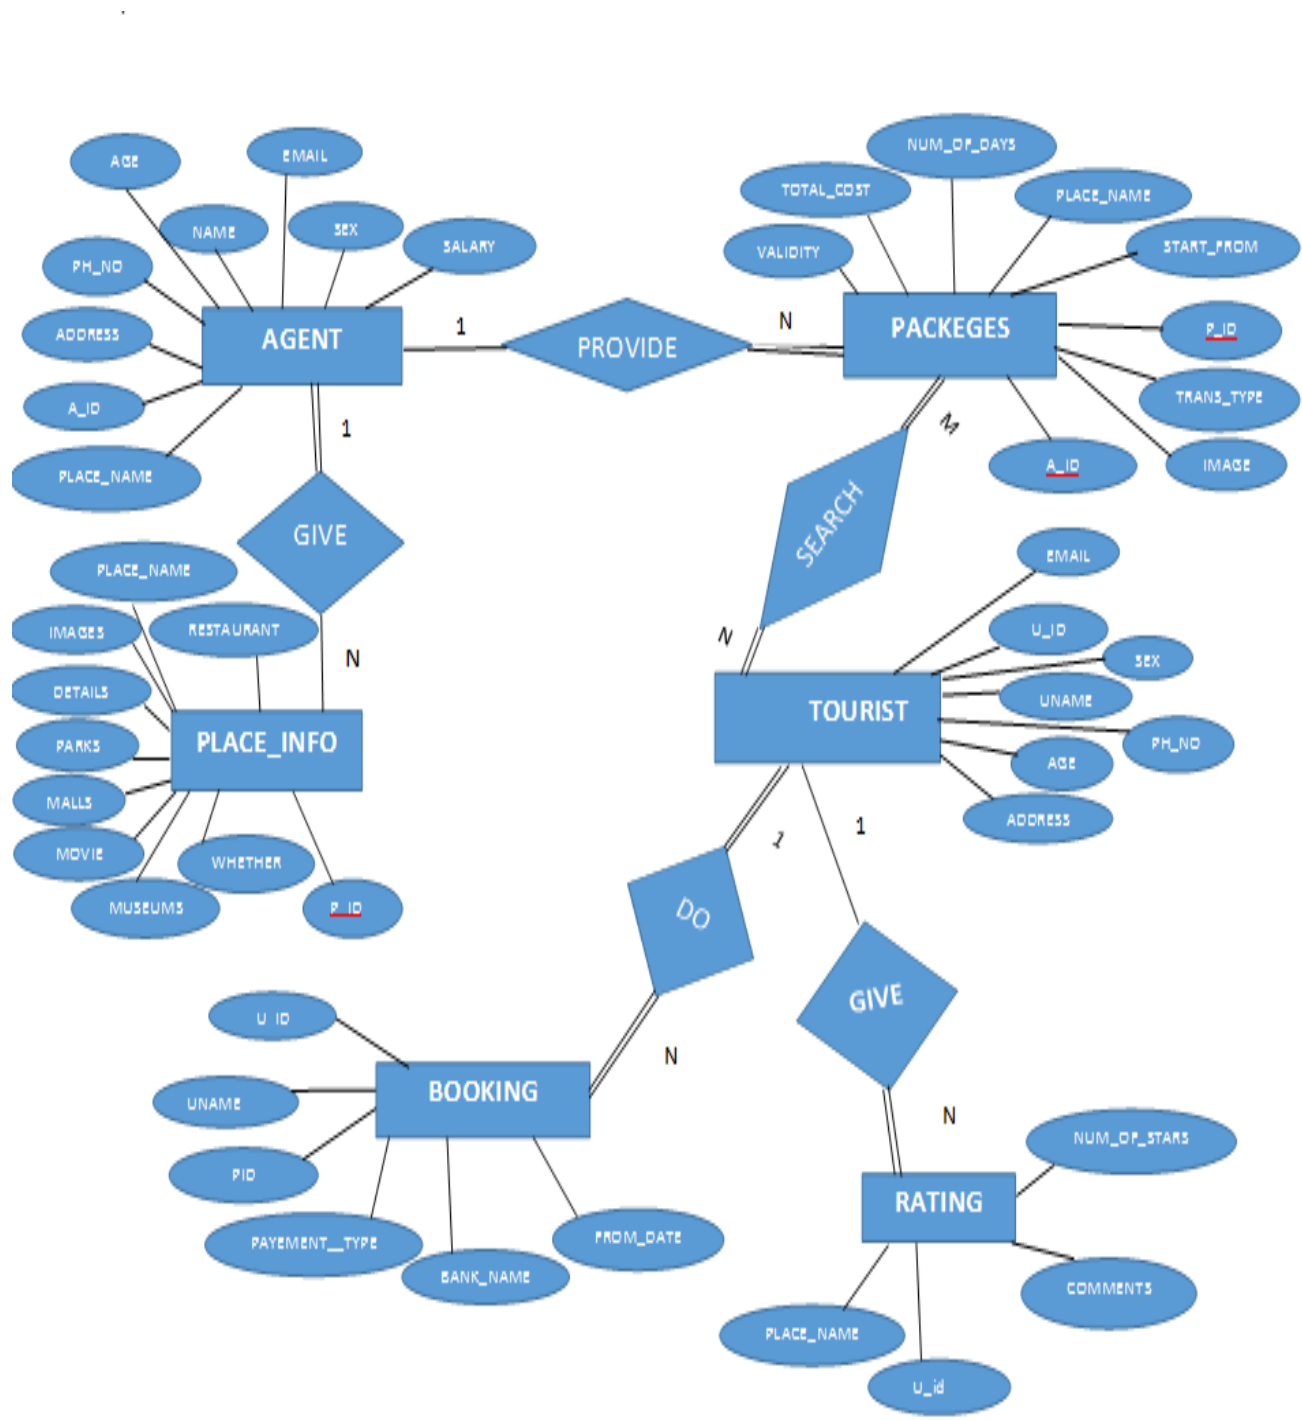 AGE
EMAIL
NAME
SEX
SALARY
PH_NO
ADDRESS
A_ID
PLACE_NAME
AGENT
1
PROVIDE
N
NUM_OF_DAYS
TOTAL_COST
PLACE_NAME
VALIDITY
START_FROM
PACKEGES
P_ID
TRANS_TYPE
IMAGE
A_ID
1
GIVE
N
M
SEARCH
N
PLACE_NAME
IMAGES
RESTAURANT
DETAILS
PARKS
MALLS
MOVIE
MUSEUMS
WHETHER
P_ID
PLACE_INFO
EMAIL
U_ID
SEX
UNAME
PH_NO
AGE
ADDRESS
TOURIST
1
DO
N
1
GIVE
N
U_ID
UNAME
PID
PAYEMENT__TYPE
BANK_NAME
FROM_DATE
BOOKING
RATING
NUM_OF_STARS
COMMENTS
PLACE_NAME
U_id